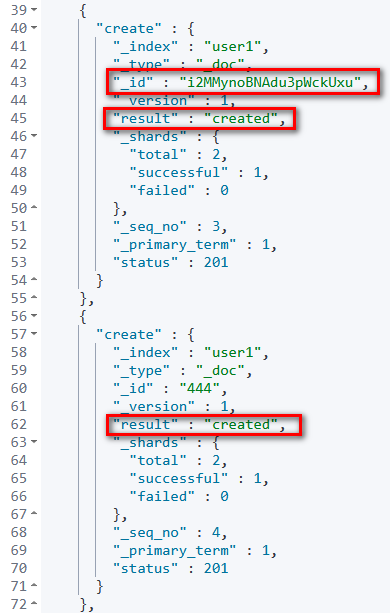 39 {
40 "create" : {
41 "_index" : "user1",
42 "_type" : "_doc",
43 "_id" : "i2MMynoBNAdu3pWckUxu",
44 "_version" : 1,
45 "result" : "created",
46 "_shards" : {
47 "total" : 2,
48 "successful" : 1,
49 "failed" : 0
50 },
51 "_seq_no" : 3,
52 "_primary_term" : 1,
53 "status" : 201
54 }
55 },
56 {
57 "create" : {
58 "_index" : "user1",
59 "_type" : "_doc",
60 "_id" : "444",
61 "_version" : 1,
62 "result" : "created",
63 "_shards" : {
64 "total" : 2,
65 "successful" : 1,
66 "failed" : 0
67 },
68 "_seq_no" : 4,
69 "_primary_term" : 1,
70 "status" : 201
71 }
72 },